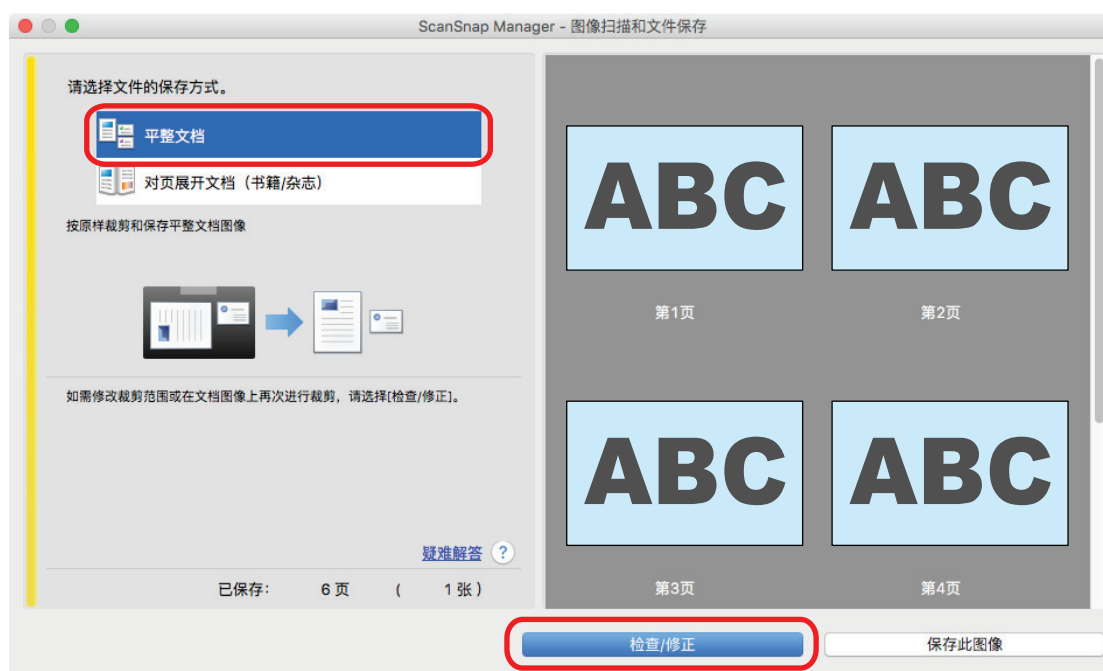 ScanSnap Manager - 图像扫描和文件保存
请选择文件的保存方式。
平整文档
对页展开文档（书籍/杂志）
按原样裁剪和保存平整文档图像
如需修改裁剪范围或在文档图像上再次进行裁剪，请选择[检查/修正]。
疑难解答 ?
已保存： 6 页 ( 1 张 )
ABC ABC
第1页 第2页
ABC ABC
第3页 第4页
检查/修正 保存此图像